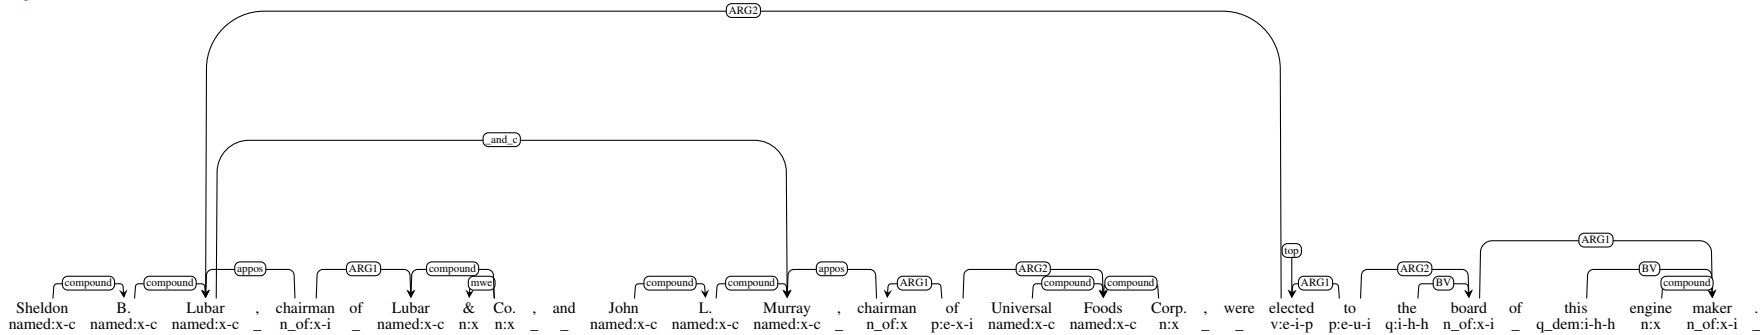 ARG2
_and_c
top
ARG1
compound compound appos ARG1 compound mwe compound compound appos ARG1 ARG2 compound compound ARG1 ARG2 BV BV compound
Sheldon B. Lubar , chairman of Lubar & Co. , and John L. Murray , chairman of Universal Foods Corp. , were elected to the board of this engine maker .
named:x-c named:x-c named:x-c _ n_of:x-i _ named:x-c n:x n:x _ _ named:x-c named:x-c named:x-c _ n_of:x p:e-x-i named:x-c named:x-c n:x _ _ v:e-i-p p:e-u-i q:i-h-h n_of:x-i _ q_dem:i-h-h n:x n_of:x-i _